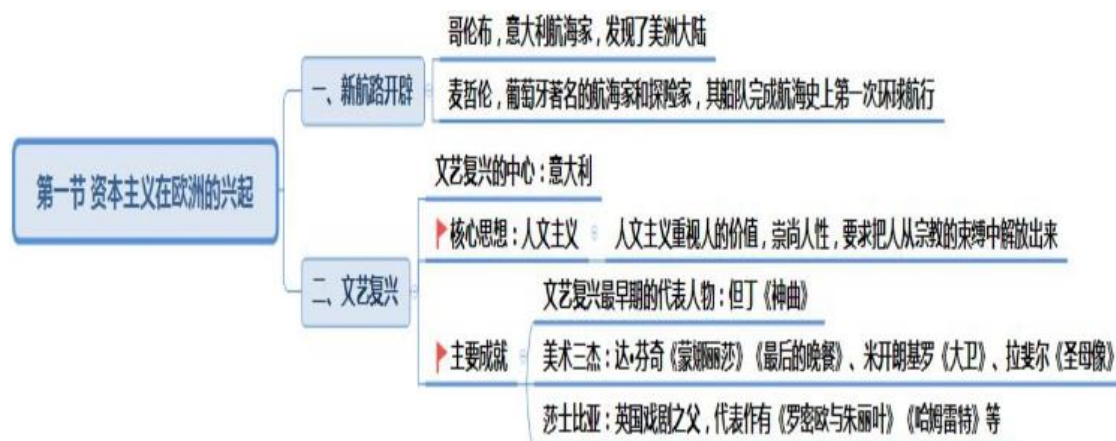 第一节 资本主义在欧洲的兴起
一、新航路开辟
哥伦布，意大利航海家，发现了美洲大陆
麦哲伦，葡萄牙著名的航海家和探险家，其船队完成航海史上第一次环球航行
二、文艺复兴
文艺复兴的中心：意大利
核心思想：人文主义
人文主义重视人的价值，崇尚人性，要求把人从宗教的束缚中解放出来
主要成就
文艺复兴最早期的代表人物：但丁《神曲》
美术三杰：达•芬奇《蒙娜丽莎》《最后的晚餐》、米开朗基罗《大卫》、拉斐尔《圣母像》
莎士比亚：英国戏剧之父，代表作有《罗密欧与朱丽叶》《哈姆雷特》等